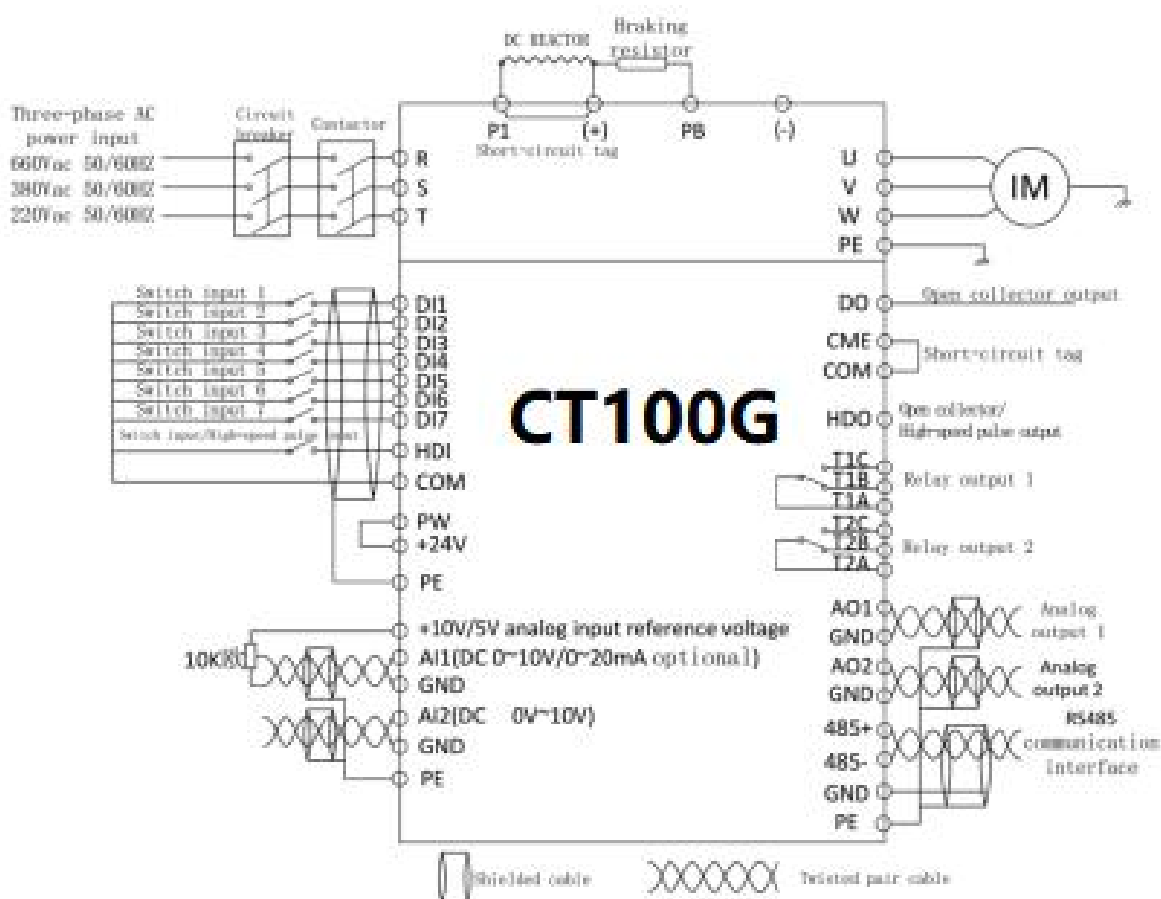 DC REACTOR
Braking
resistor
Three-phase AC
power input
660Vac 50/60HZ
380Vac 50/60HZ
220Vac 50/60HZ
Circuit
breaker
Contactor
P1
(+)
PB
(-)
Short-circuit tag
R
S
T
U
V
W
PE
IM
Switch input 1
Switch input 2
Switch input 3
Switch input 4
Switch input 5
Switch input 6
Switch input 7
Switch input/High-speed pulse input
DI1
DI2
DI3
DI4
DI5
DI6
DI7
HDI
COM
PW
+24V
PE
CT100G
DO
Open collector output
CME
COM
Short-circuit tag
HDO
Open collector/
High-speed pulse output
T1C
T1B
T1A
Relay output 1
T2C
T2B
T2A
Relay output 2
+10V/5V analog input reference voltage
10K
AI1(DC 0~10V/0~20mA optional)
GND
AI2(DC 0V~10V)
GND
PE
AO1
GND
Analog
output 1
AO2
GND
Analog
output 2
485+
485-
GND
PE
RS485
communication
interface
Shielded cable
Twisted pair cable